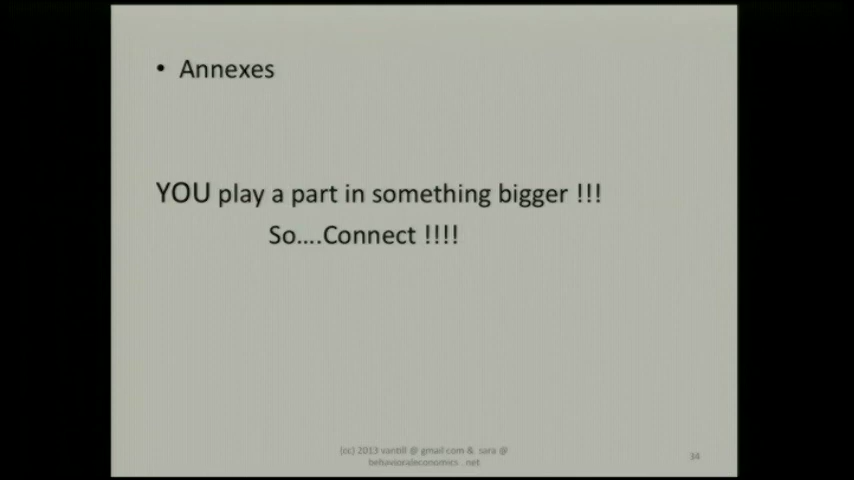 • Annexes
YOU play a part in something bigger !!!
So....Connect !!!!
(cc) 2013 vantill @ gmail com & sara @
behavioraleconomics .net
34